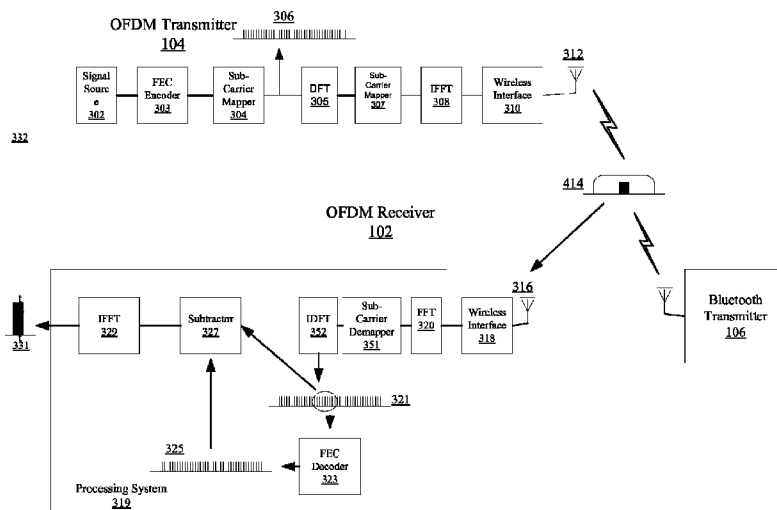 306
OFDM Transmitter
104
312
Signal
Sourc
e
302
FEC
Encoder
303
Sub-
Carrier
Mapper
304
DFT
305
Sub-
Carrier
Mapper
307
IFFT
308
Wireless
Interface
310
332
414
OFDM Receiver
102
316
331
IFFT
329
Subtractor
327
IDFT
352
Sub-
Carrier
Demapper
351
FFT
320
Wireless
Interface
318
Bluetooth
Transmitter
106
321
325
FEC
Decoder
323
Processing System
319